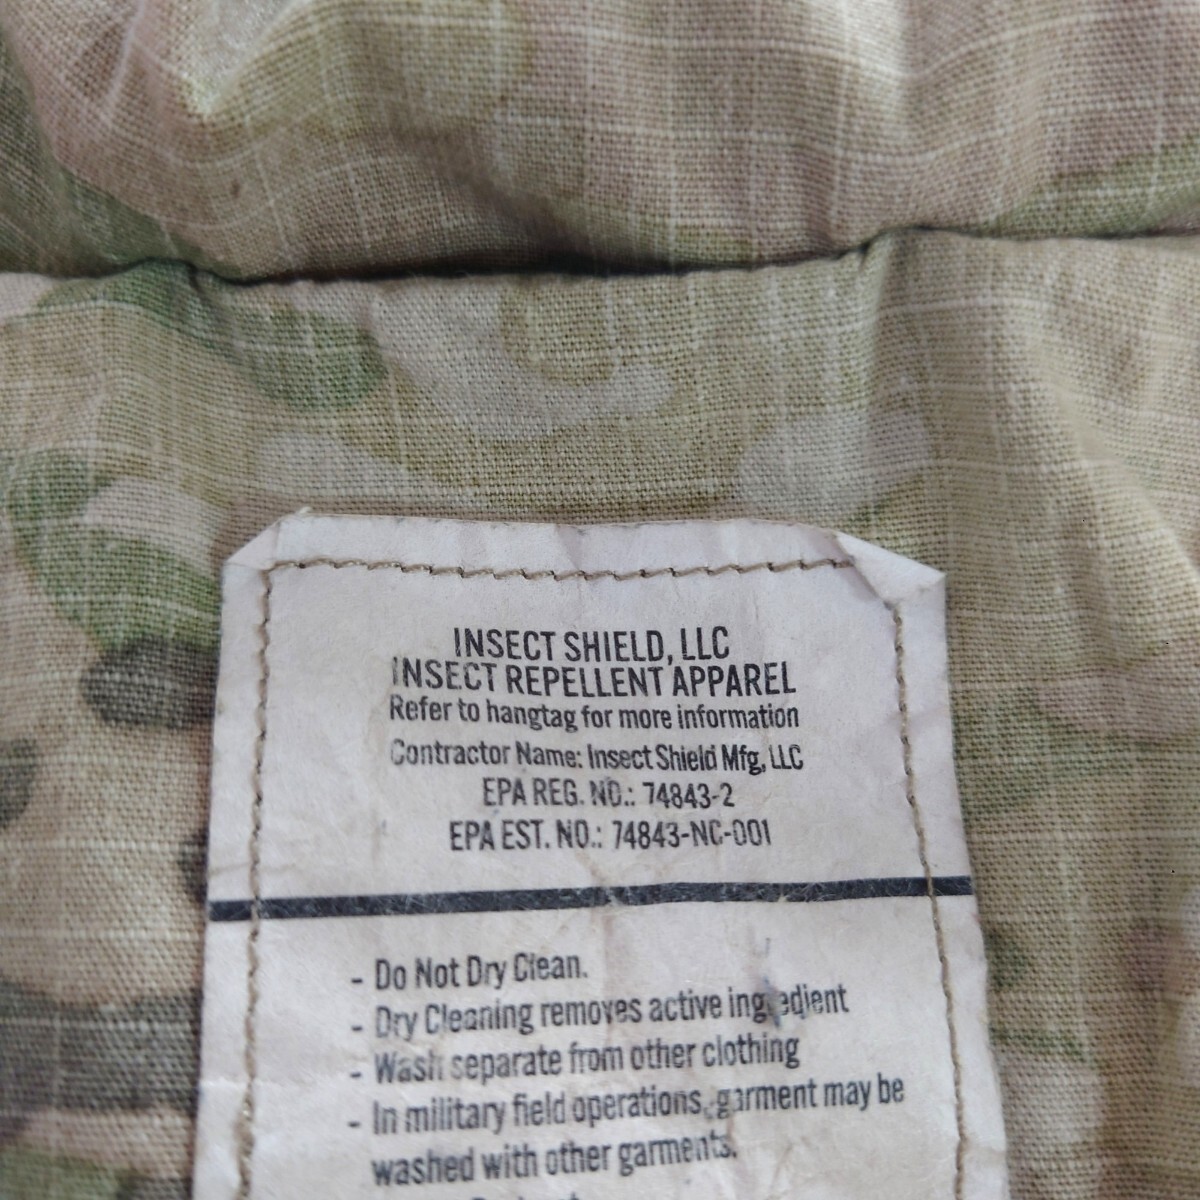 INSECT SHIELD, LLC
INSECT REPELLENT APPAREL
Refer to hangtag for more information
Contractor Name: Insect Shield Mfg, LLC
EPA REG. NO.: 74843-2
EPA EST. NO.: 74843-NC-001
- Do Not Dry Clean.
- Dry Cleaning removes active ingredient
- Wash separate from other clothing
- In military field operations, garment may be
washed with other garments.